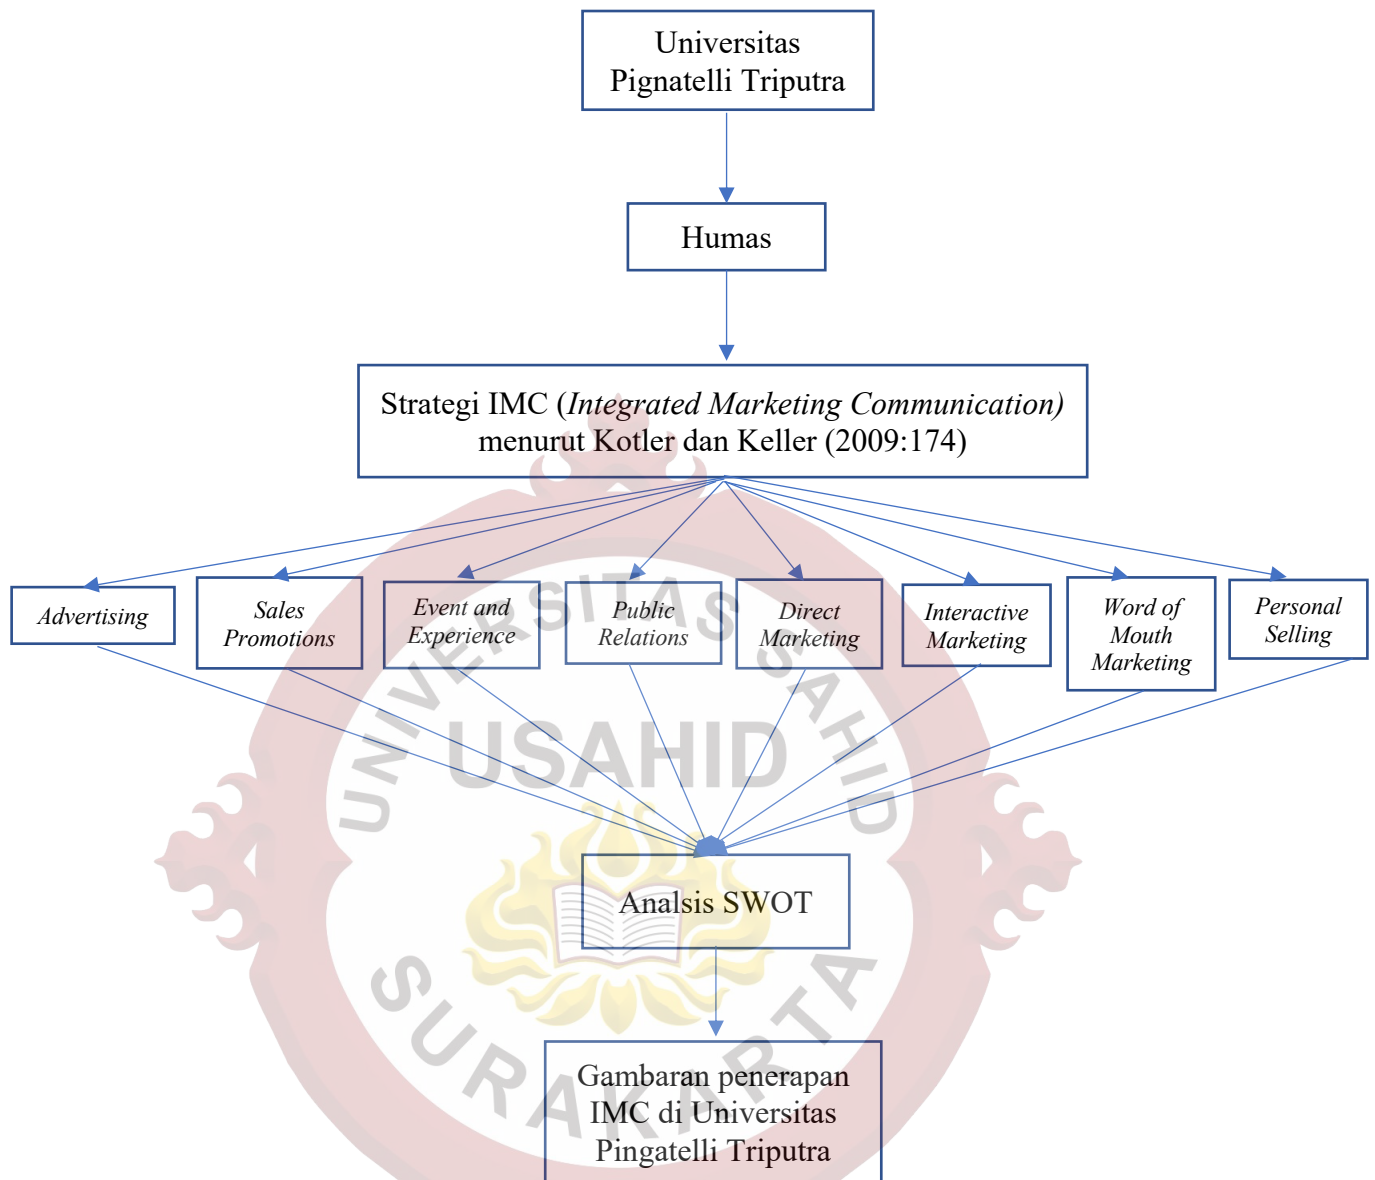 Universitas
Pignatelli Triputra
Humas
Strategi IMC (Integrated Marketing Communication)
menurut Kotler dan Keller (2009:174)
Advertising
Sales
Promotions
Event and
Experience
Public
Relations
Direct
Marketing
Interactive
Marketing
Word of
Mouth
Marketing
Personal
Selling
UNIVERSITAS SAHID
USAHID
Analsis SWOT
SURAKARTA
Gambaran penerapan
IMC di Universitas
Pingatelli Triputra